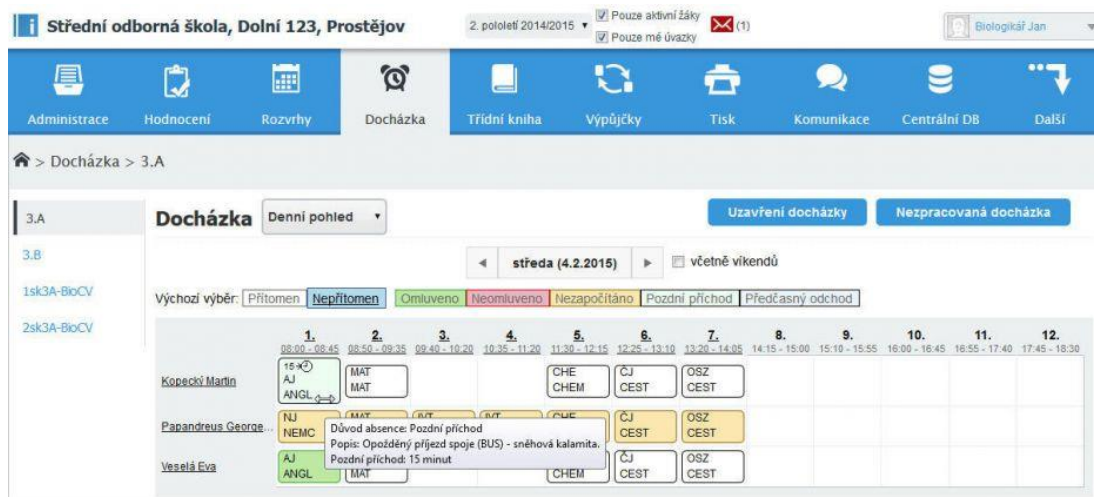 Střední odborná škola, Dolní 123, Prostějov
2. pololetí 2014/2015
Pouze aktivní žáky
Pouze mé úvazky
(1)
Biologikář Jan
Administrace Hodnocení Rozvrhy Docházka Třídní kniha Výpůjčky Tisk Komunikace Centrální DB Další
> Docházka > 3.A
3.A
3.B
1sk3A-BioCV
2sk3A-BioCV
Docházka Denní pohled Uzavření docházky Nezpracovaná docházka
středa (4.2.2015) včetně víkendů
Výchozí výběr: Přítomen Nepřítomen Omluveno Neomluveno Nezapočítáno Pozdní příchod Předčasný odchod
1. 2. 3. 4. 5. 6. 7. 8. 9. 10. 11. 12.
08:00 - 08:45 08:50 - 09:35 09:40 - 10:20 10:35 - 11:20 11:30 - 12:15 12:25 - 13:10 13:20 - 14:05 14:15 - 15:00 15:10 - 15:55 16:00 - 16:45 16:55 - 17:40 17:45 - 18:30
Kopecký Martin
15
AJ MAT CHE ČJ OSZ
ANGL MAT CHEM CEST CEST
Papandreus George...
NJ MAT IVT IVT CHE ČJ OSZ
NEMC CEST CEST
Důvod absence: Pozdní příchod
Popis: Opožděný příjezd spoje (BUS) - sněhová kalamita.
Pozdní příchod: 15 minut
Veselá Eva
AJ ČJ OSZ
ANGL MAT CHEM CEST CEST